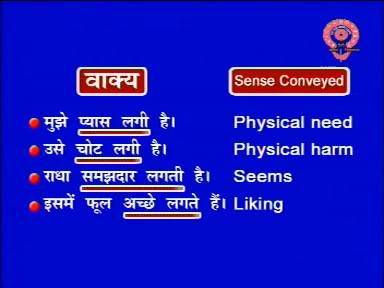 वाक्य Sense Conveyed
मुझे प्यास लगी है। Physical need
उसे चोट लगी है। Physical harm
राधा समझदार लगती है। Seems
इसमें फूल अच्छे लगते हैं। Liking